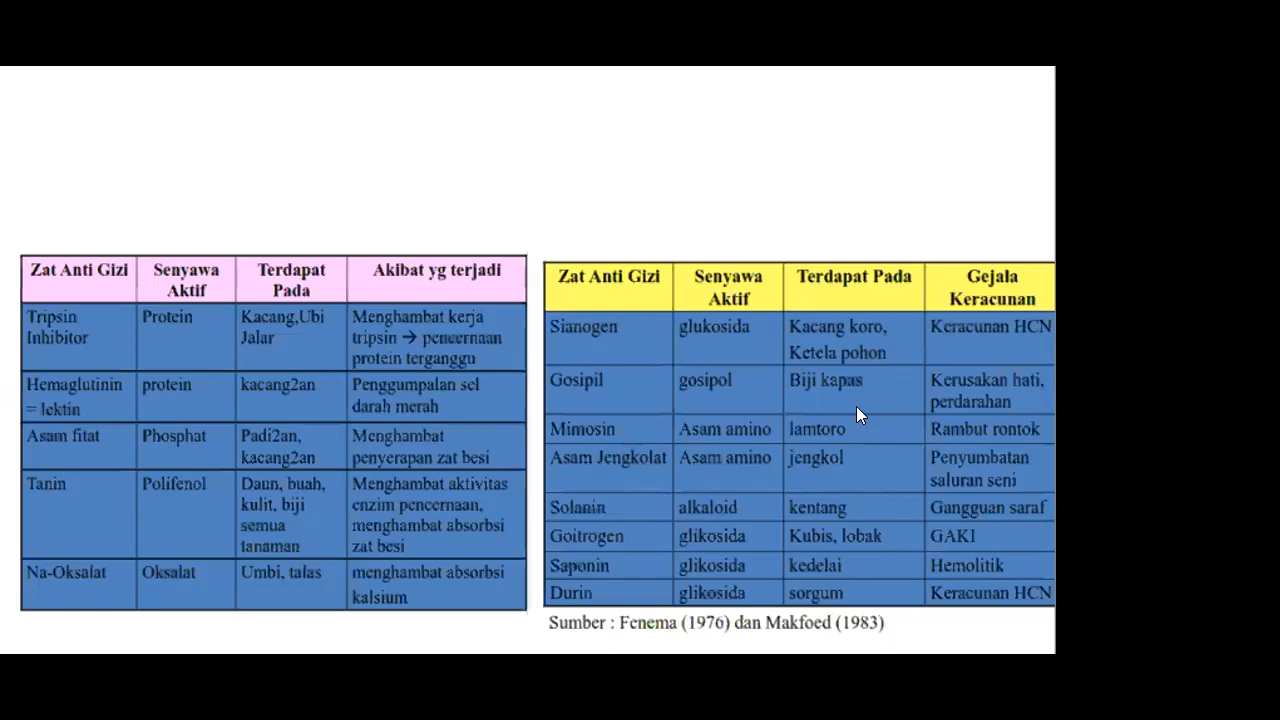 Zat Anti Gizi Senyawa Terdapat Akibat yg terjadi
Aktif Pada
Tripsin Protein Kacang,Ubi Menghambat kerja
Inhibitor Jalar tripsin → pencernaan
protein terganggu
Hemaglutinin protein kacang2an Penggumpalan sel
= lektin darah merah
Asam fitat Phosphat Padi2an, Menghambat
kacang2an penyerapan zat besi
Tanin Polifenol Daun, buah, Menghambat aktivitas
kulit, biji enzim pencernaan,
semua menghambat absorbsi
tanaman zat besi
Na-Oksalat Oksalat Umbi, talas menghambat absorbsi
kalsium
Zat Anti Gizi Senyawa Terdapat Pada Gejala
Aktif Keracunan
Sianogen glukosida Kacang koro, Keracunan HCN
Ketela pohon
Gosipil gosipol Biji kapas Kerusakan hati,
perdarahan
Mimosin Asam amino lamtoro Rambut rontok
Asam Jengkolat Asam amino jengkol Penyumbatan
saluran seni
Solanin alkaloid kentang Gangguan saraf
Goitrogen glikosida Kubis, lobak GAKI
Saponin glikosida kedelai Hemolitik
Durin glikosida sorgum Keracunan HCN
Sumber : Fenema (1976) dan Makfoed (1983)